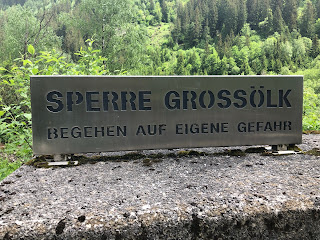 SPERRE GROSSÖLK
BEGEHEN AUF EIGENE GEFAHR